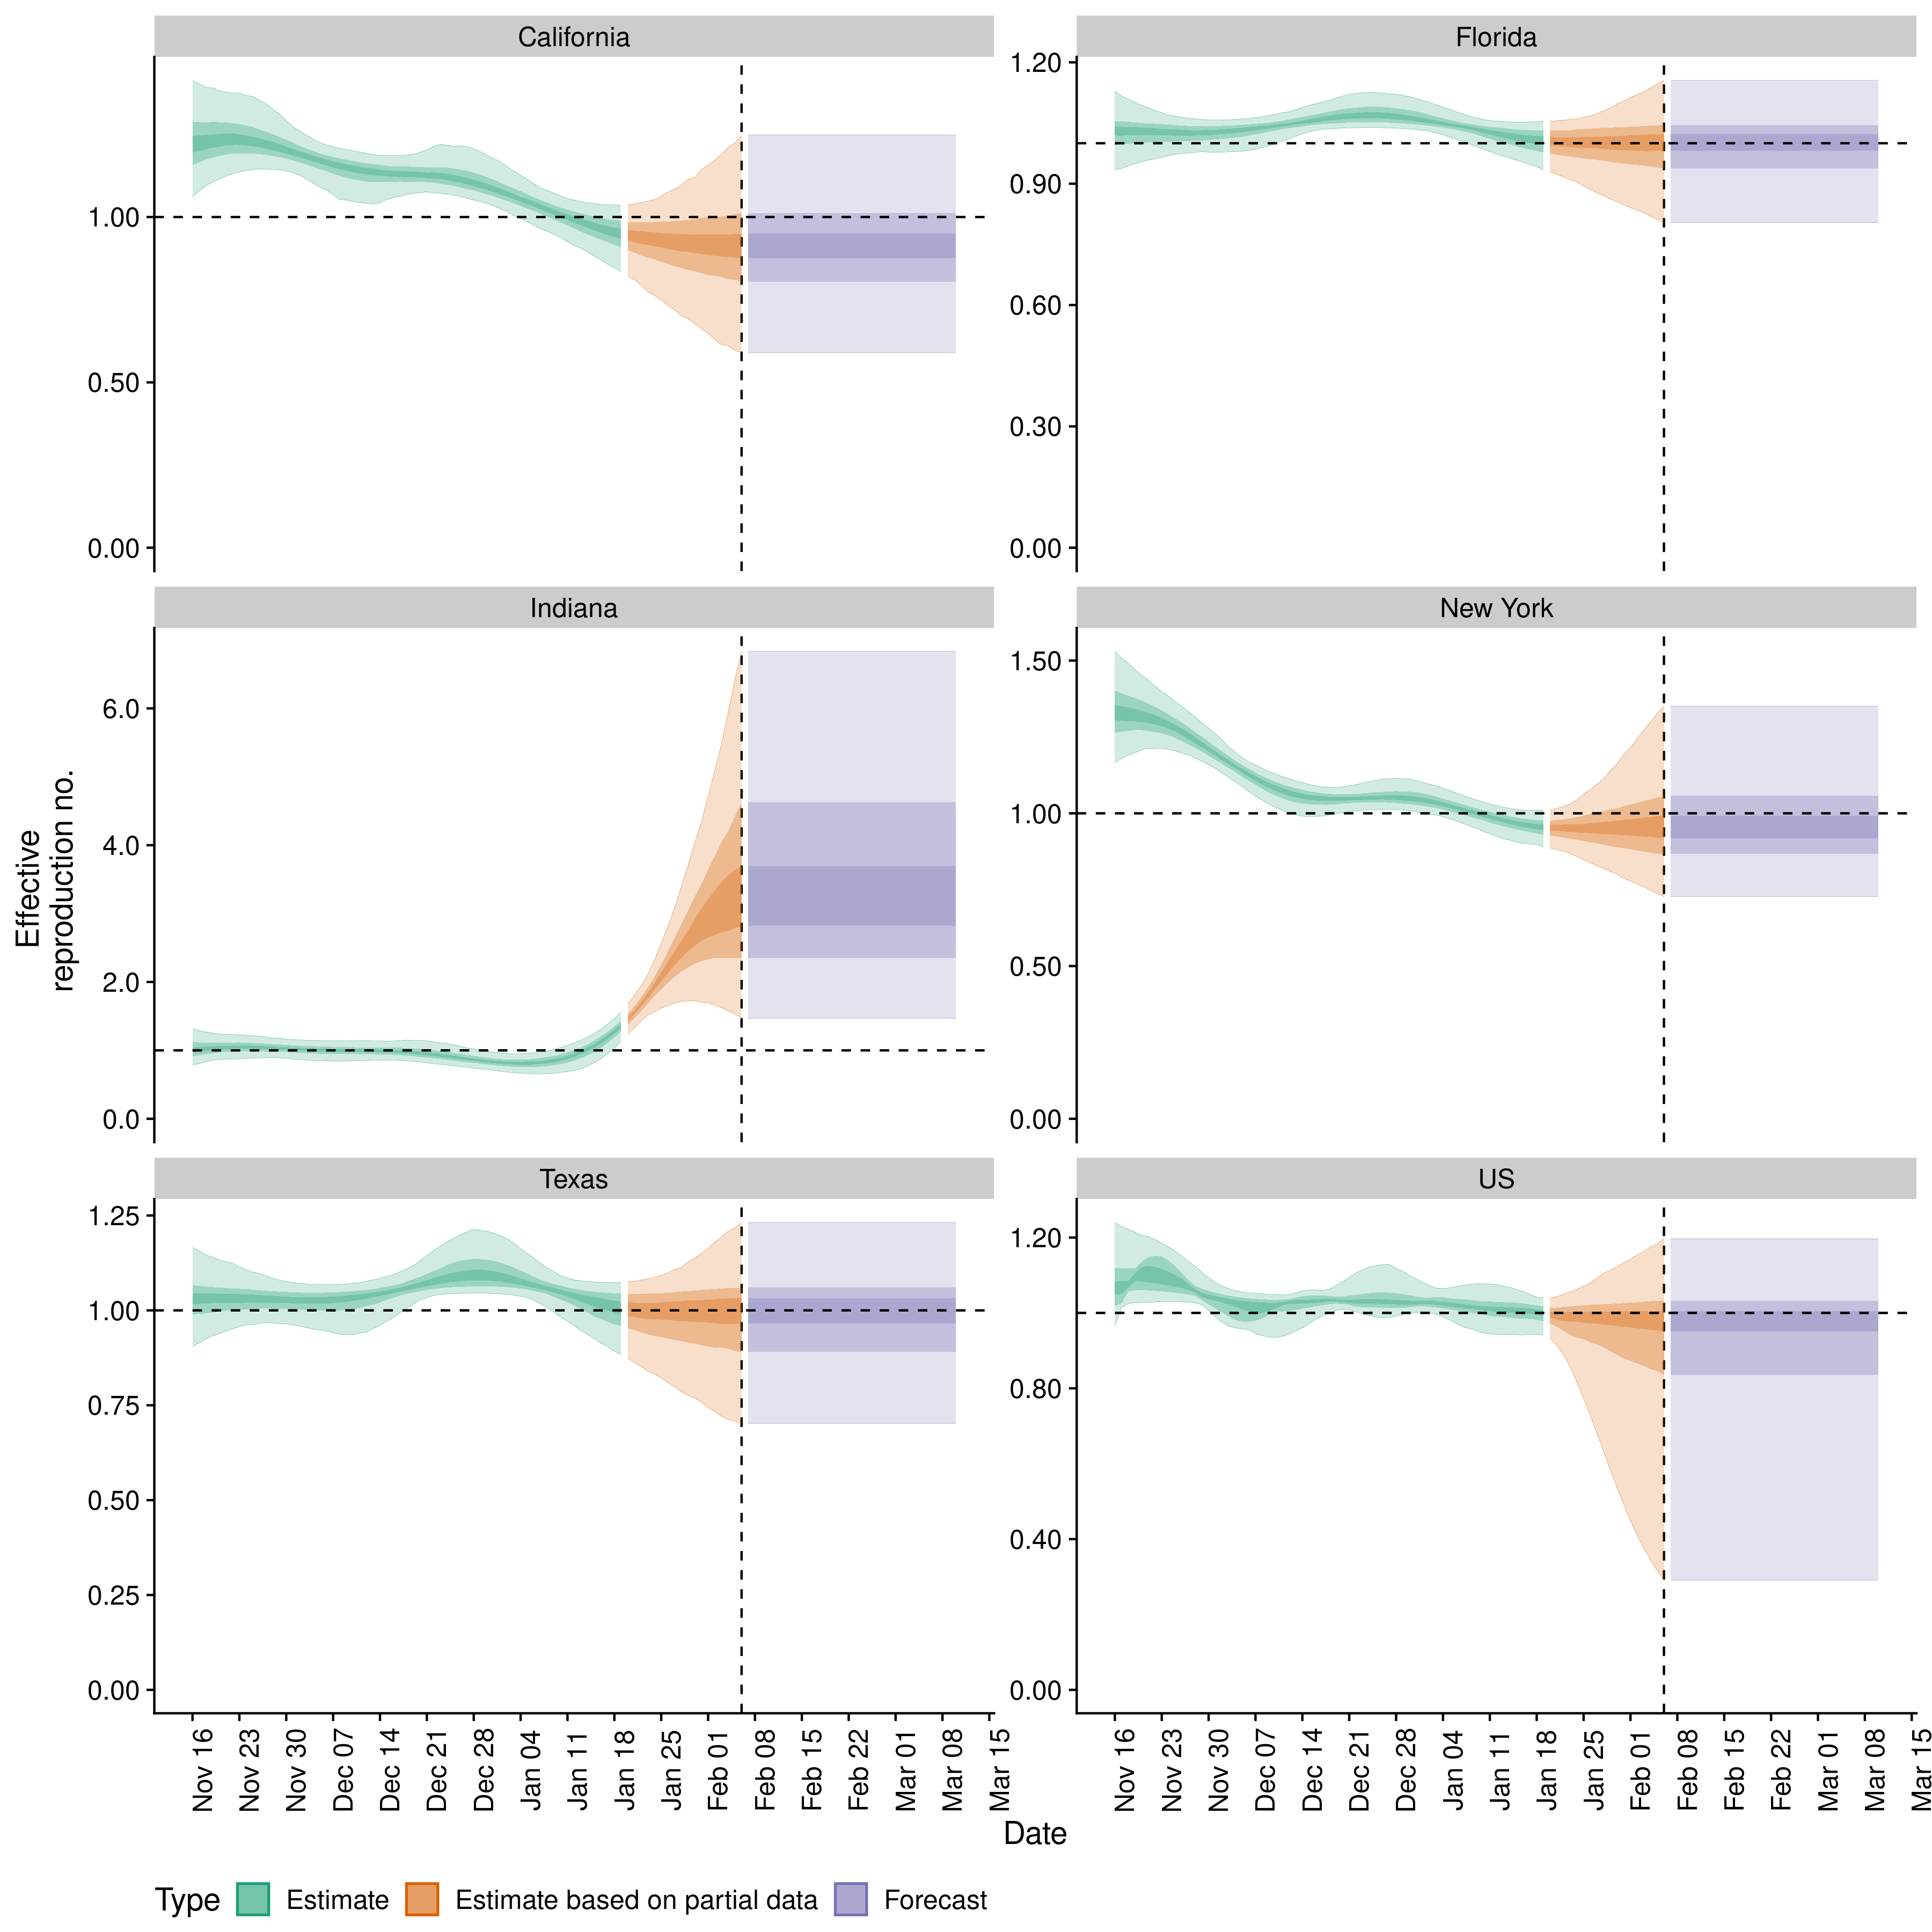 California
Florida
1.00
0.50
0.00
1.20
0.90
0.60
0.30
0.00
Indiana
New York
6.0
4.0
2.0
0.0
1.50
1.00
0.50
0.00
Texas
US
1.25
1.00
0.75
0.50
0.25
0.00
1.20
0.80
0.40
0.00
Effective
reproduction no.
Nov 16
Nov 23
Nov 30
Dec 07
Dec 14
Dec 21
Dec 28
Jan 04
Jan 11
Jan 18
Jan 25
Feb 01
Feb 08
Feb 15
Feb 22
Mar 01
Mar 08
Mar 15
Nov 16
Nov 23
Nov 30
Dec 07
Dec 14
Dec 21
Dec 28
Jan 04
Jan 11
Jan 18
Jan 25
Feb 01
Feb 08
Feb 15
Feb 22
Mar 01
Mar 08
Mar 15
Date
Type Estimate Estimate based on partial data Forecast